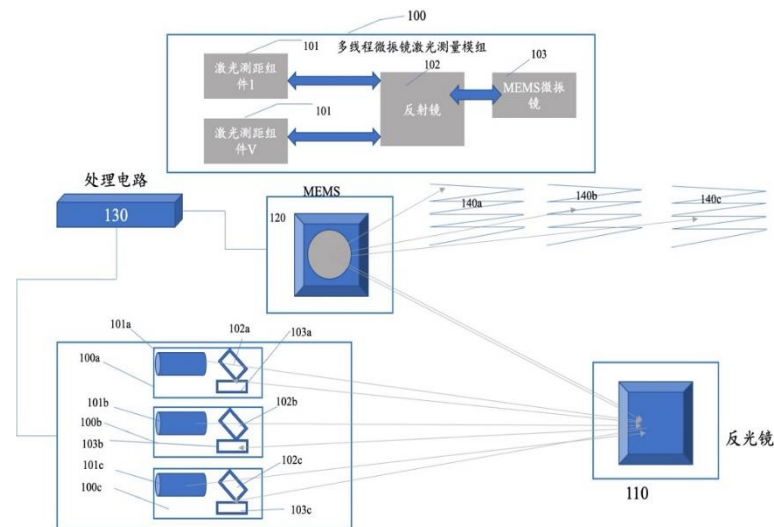 100
多线程微振镜激光测量模组
101
激光测距组
件1
102
反射镜
103
MEMS微振
镜
101
激光测距组
件V
处理电路
130
MEMS
120
140a
140b
140c
101a
102a
103a
100a
101b
102b
100b
103b
101c
102c
100c
103c
反光镜
110